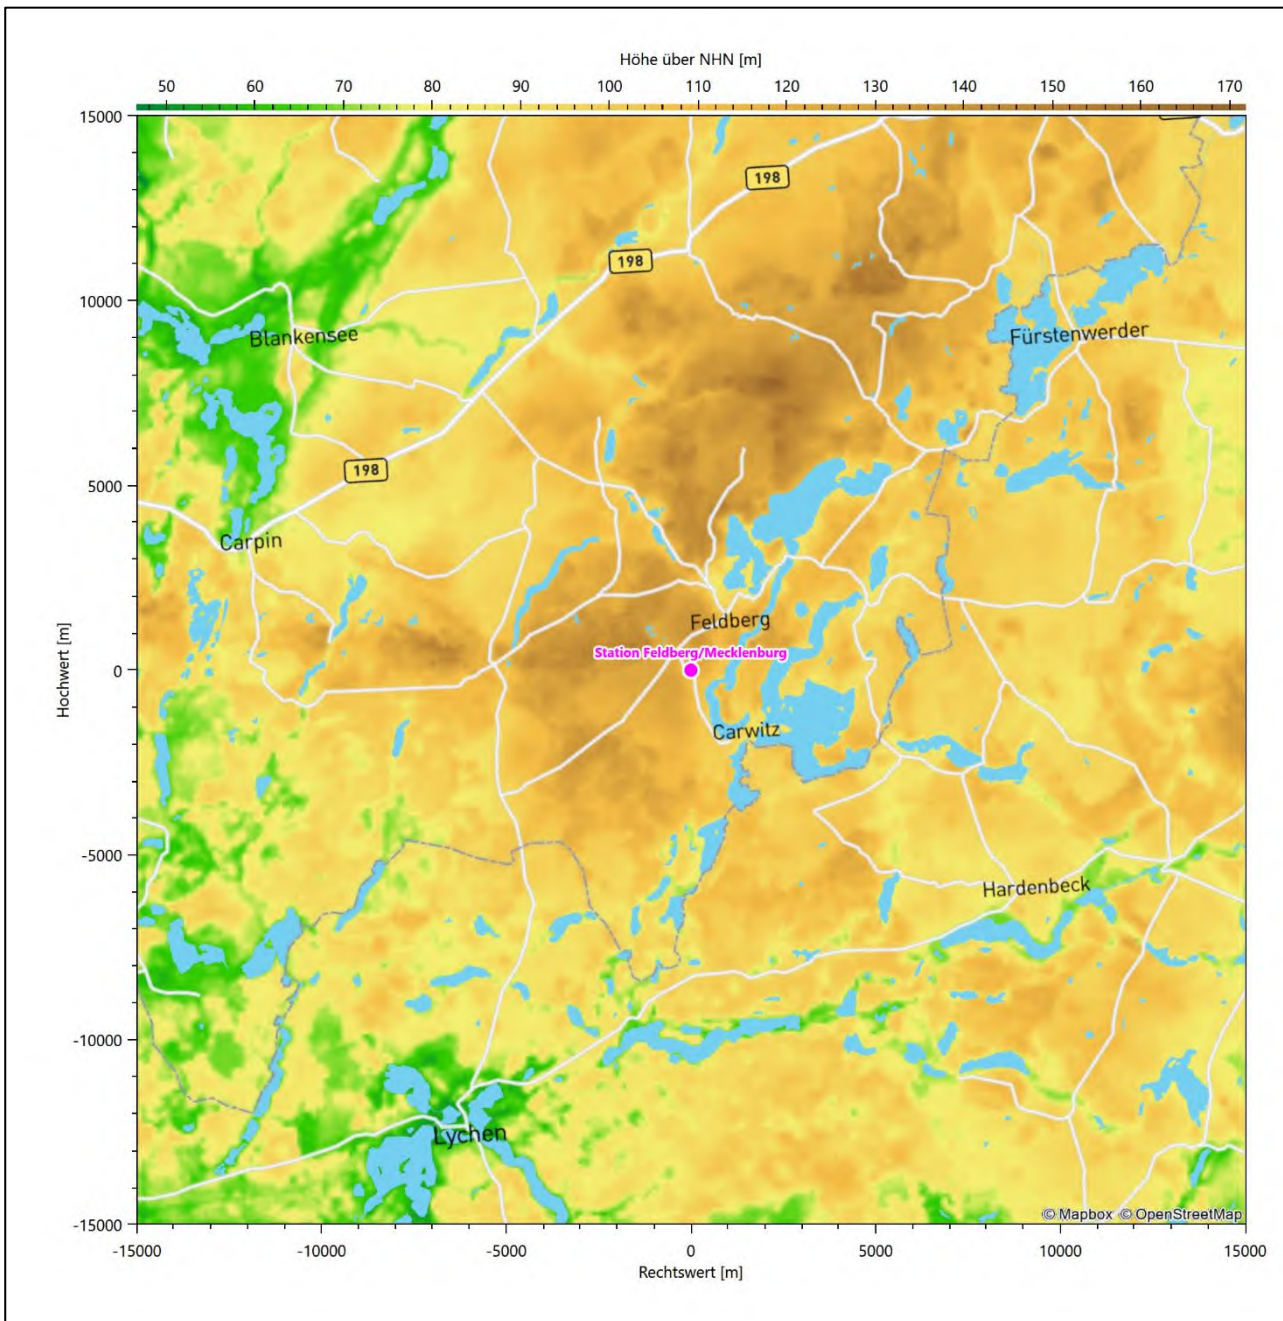 Höhe über NHN [m]
50 60 70 80 90 100 110 120 130 140 150 160 170
15000
198
198
10000
Blankensee
Fürstenwerder
198
5000
Carpin
Feldberg
Station Feldberg/Mecklenburg
0
Hochwert [m]
Carwitz
-5000
Hardenbeck
-10000
Lychen
-15000
© Mapbox © OpenStreetMap
-15000 -10000 -5000 0 5000 10000 15000
Rechtswert [m]